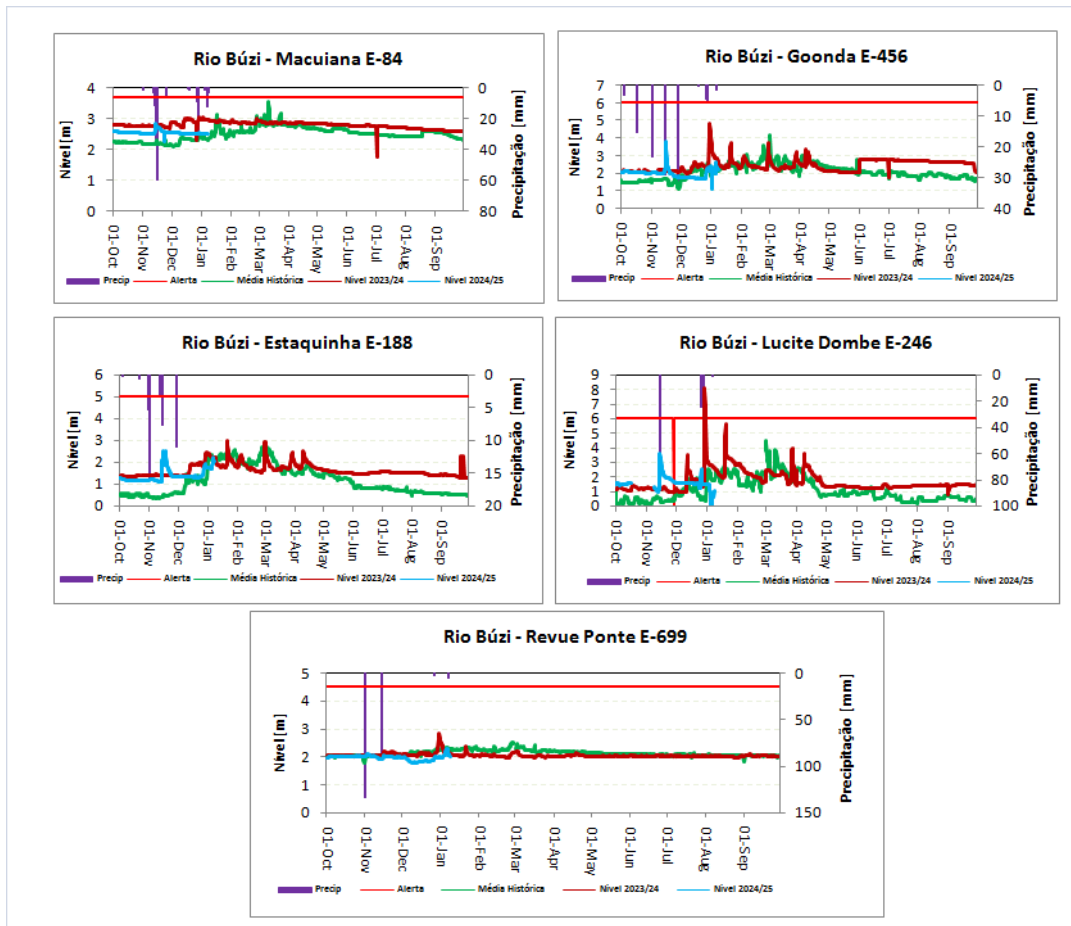 Rio Búzi - Macuiana E-84
Nível [m]
4
3
2
1
0
0
20
40
60
80
Precipitação [mm]
01-Oct
01-Nov
01-Dec
01-Jan
01-Feb
01-Mar
01-Apr
01-May
01-Jun
01-Jul
01-Aug
01-Sep
Precip Alerta Média Histórica Nível 2023/24 Nível 2024/25
Rio Búzi - Goonda E-456
Nível [m]
7
6
5
4
3
2
1
0
0
10
20
30
40
Precipitação [mm]
01-Oct
01-Nov
01-Dec
01-Jan
01-Feb
01-Mar
01-Apr
01-May
01-Jun
01-Jul
01-Aug
01-Sep
Precip Alerta Média Histórica Nível 2023/24 Nível 2024/25
Rio Búzi - Estaquinha E-188
Nível [m]
6
5
4
3
2
1
0
0
5
10
15
20
Precipitação [mm]
01-Oct
01-Nov
01-Dec
01-Jan
01-Feb
01-Mar
01-Apr
01-May
01-Jun
01-Jul
01-Aug
01-Sep
Precip Alerta Média Histórica Nível 2023/24 Nível 2024/25
Rio Búzi - Lucite Dombe E-246
Nível [m]
9
8
7
6
5
4
3
2
1
0
0
20
40
60
80
100
Precipitação [mm]
01-Oct
01-Nov
01-Dec
01-Jan
01-Feb
01-Mar
01-Apr
01-May
01-Jun
01-Jul
01-Aug
01-Sep
Precip Alerta Média Histórica Nível 2023/24 Nível 2024/25
Rio Búzi - Revue Ponte E-699
Nível [m]
5
4
3
2
1
0
0
50
100
150
Precipitação [mm]
01-Oct
01-Nov
01-Dec
01-Jan
01-Feb
01-Mar
01-Apr
01-May
01-Jun
01-Jul
01-Aug
01-Sep
Precip Alerta Média Histórica Nível 2023/24 Nível 2024/25